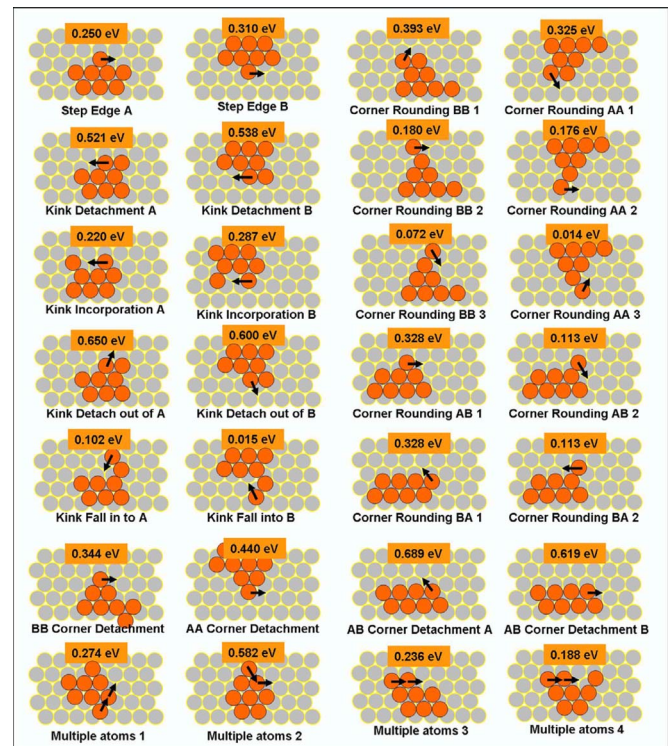 0.250 eV
Step Edge A
0.310 eV
Step Edge B
0.393 eV
Corner Rounding BB 1
0.325 eV
Corner Rounding AA 1
0.521 eV
Kink Detachment A
0.538 eV
Kink Detachment B
0.180 eV
Corner Rounding BB 2
0.176 eV
Corner Rounding AA 2
0.220 eV
Kink Incorporation A
0.287 eV
Kink Incorporation B
0.072 eV
Corner Rounding BB 3
0.014 eV
Corner Rounding AA 3
0.650 eV
Kink Detach out of A
0.600 eV
Kink Detach out of B
0.328 eV
Corner Rounding AB 1
0.113 eV
Corner Rounding AB 2
0.102 eV
Kink Fall in to A
0.015 eV
Kink Fall into B
0.328 eV
Corner Rounding BA 1
0.113 eV
Corner Rounding BA 2
0.344 eV
BB Corner Detachment
0.440 eV
AA Corner Detachment
0.689 eV
AB Corner Detachment A
0.619 eV
AB Corner Detachment B
0.274 eV
Multiple atoms 1
0.582 eV
Multiple atoms 2
0.236 eV
Multiple atoms 3
0.188 eV
Multiple atoms 4